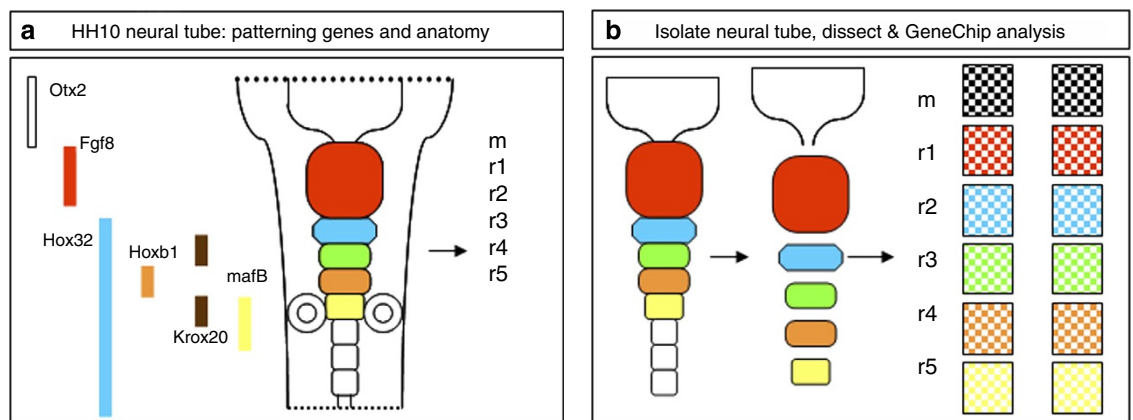 a HH10 neural tube: patterning genes and anatomy
Otx2
Fgf8
Hox32
Hoxb1
mafB
Krox20
m
r1
r2
r3
r4
r5
b Isolate neural tube, dissect & GeneChip analysis
m
r1
r2
r3
r4
r5